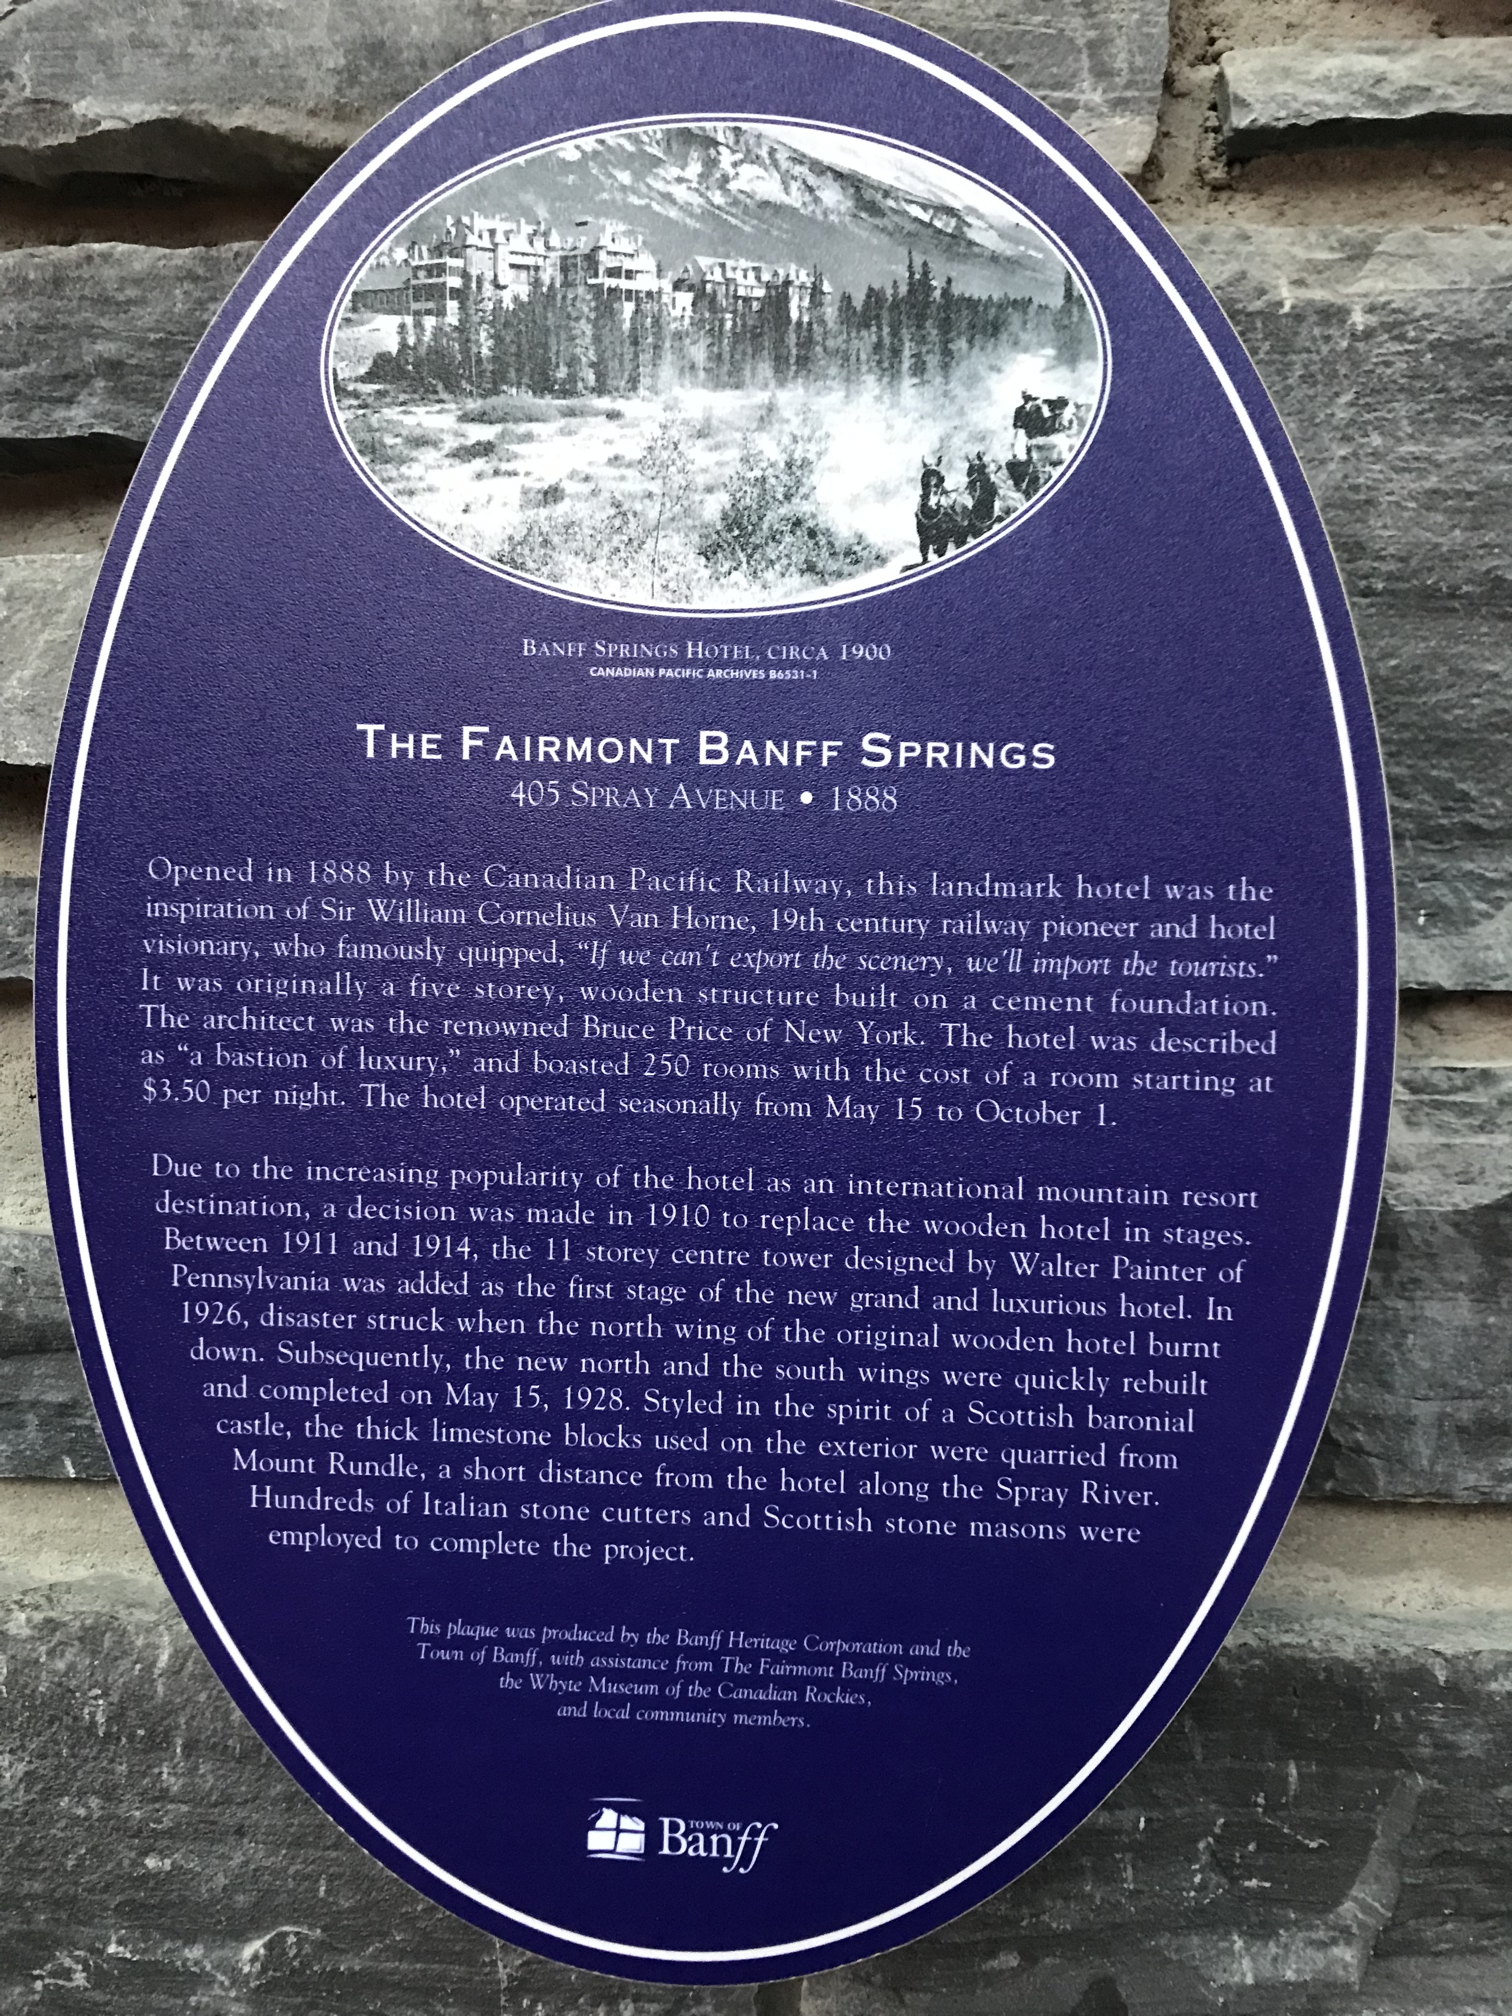 BANFF SPRINGS HOTEL, CIRCA 1900
CANADIAN PACIFIC ARCHIVES B6531-1
THE FAIRMONT BANFF SPRINGS
405 SPRAY AVENUE • 1888
Opened in 1888 by the Canadian Pacific Railway, this landmark hotel was the
inspiration of Sir William Cornelius Van Horne, 19th century railway pioneer and hotel
visionary, who famously quipped, “If we can't export the scenery, we'll import the tourists.”
It was originally a five storey, wooden structure built on a cement foundation.
The architect was the renowned Bruce Price of New York. The hotel was described
as “a bastion of luxury,” and boasted 250 rooms with the cost of a room starting at
$3.50 per night. The hotel operated seasonally from May 15 to October 1.
Due to the increasing popularity of the hotel as an international mountain resort
destination, a decision was made in 1910 to replace the wooden hotel in stages.
Between 1911 and 1914, the 11 storey centre tower designed by Walter Painter of
Pennsylvania was added as the first stage of the new grand and luxurious hotel. In
1926, disaster struck when the north wing of the original wooden hotel burnt
down. Subsequently, the new north and the south wings were quickly rebuilt
and completed on May 15, 1928. Styled in the spirit of a Scottish baronial
castle, the thick limestone blocks used on the exterior were quarried from
Mount Rundle, a short distance from the hotel along the Spray River.
Hundreds of Italian stone cutters and Scottish stone masons were
employed to complete the project.
This plaque was produced by the Banff Heritage Corporation and the
Town of Banff, with assistance from The Fairmont Banff Springs,
the Whyte Museum of the Canadian Rockies,
and local community members.
TOWN OF
Banff